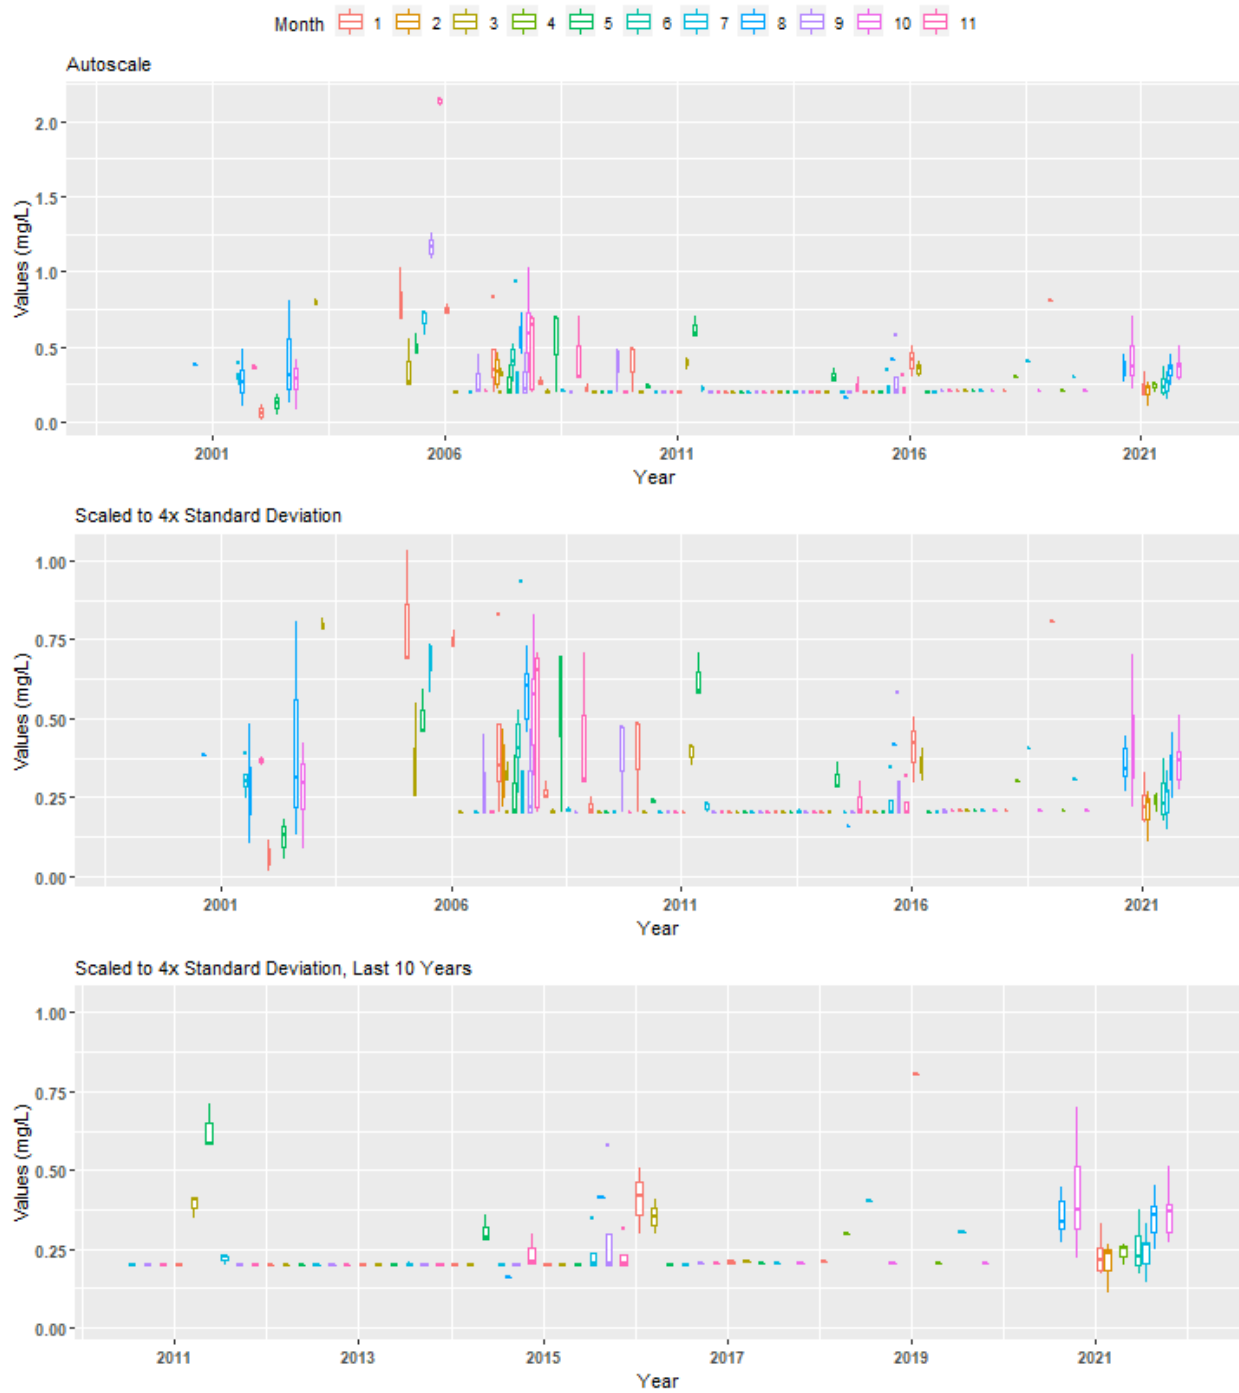 Month 1 2 3 4 5 6 7 8 9 10 11
Autoscale
2.0
1.5
1.0
0.5
0.0
Values (mg/L)
2001 2006 2011 2016 2021
Year
Scaled to 4x Standard Deviation
1.00
0.75
0.50
0.25
0.00
Values (mg/L)
2001 2006 2011 2016 2021
Year
Scaled to 4x Standard Deviation, Last 10 Years
1.00
0.75
0.50
0.25
0.00
Values (mg/L)
2011 2013 2015 2017 2019 2021
Year